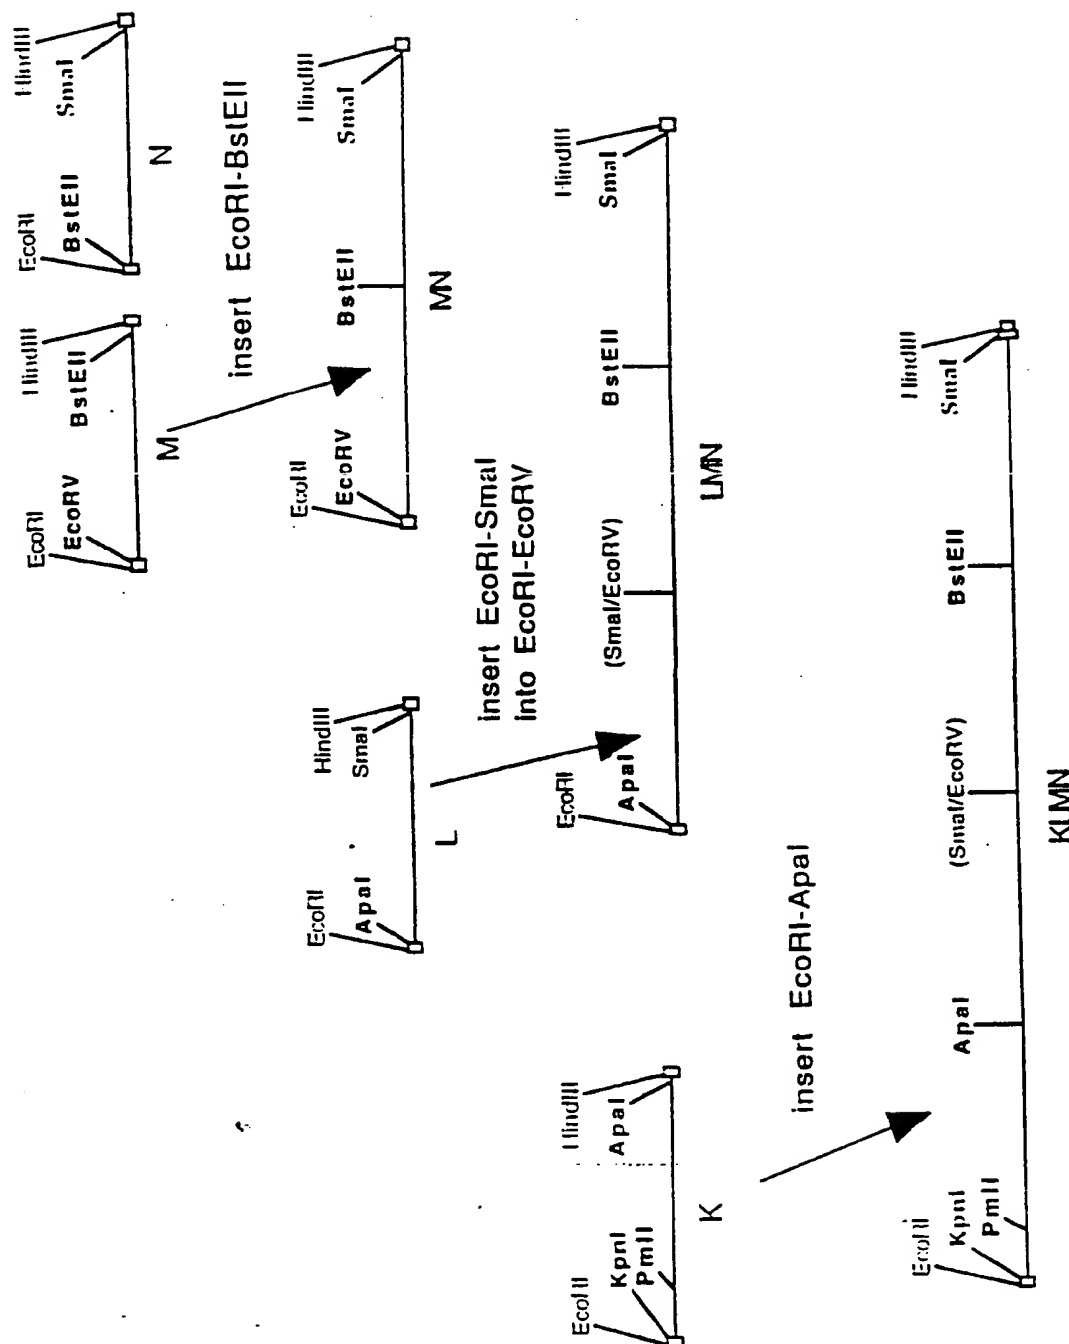 EcoRI
EcoRV
HindIII
BstEII
M
EcoRI
BstEII
HindIII
SmaI
N
insert EcoRI-BstEII
EcoRI
EcoRV
BstEII
HindIII
SmaI
MN
EcoRI
ApaI
HindIII
SmaI
L
insert EcoRI-SmaI
into EcoRI-EcoRV
EcoRI
ApaI
(SmaI/EcoRV)
BstEII
HindIII
SmaI
LMN
EcoRI
KpnI
PmlI
HindIII
ApaI
K
insert EcoRI-ApaI
EcoRI
KpnI
PmlI
ApaI
(SmaI/EcoRV)
BstEII
HindIII
SmaI
KLMN